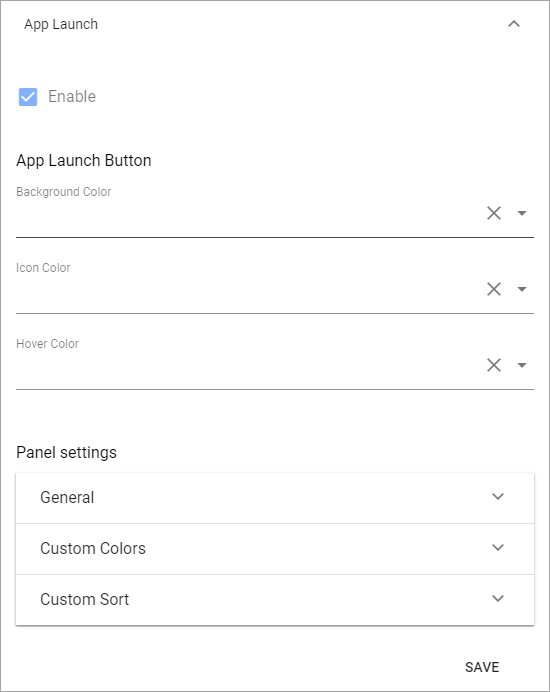 App Launch
Enable
App Launch Button
Background Color
Icon Color
Hover Color
Panel settings
General
Custom Colors
Custom Sort
SAVE